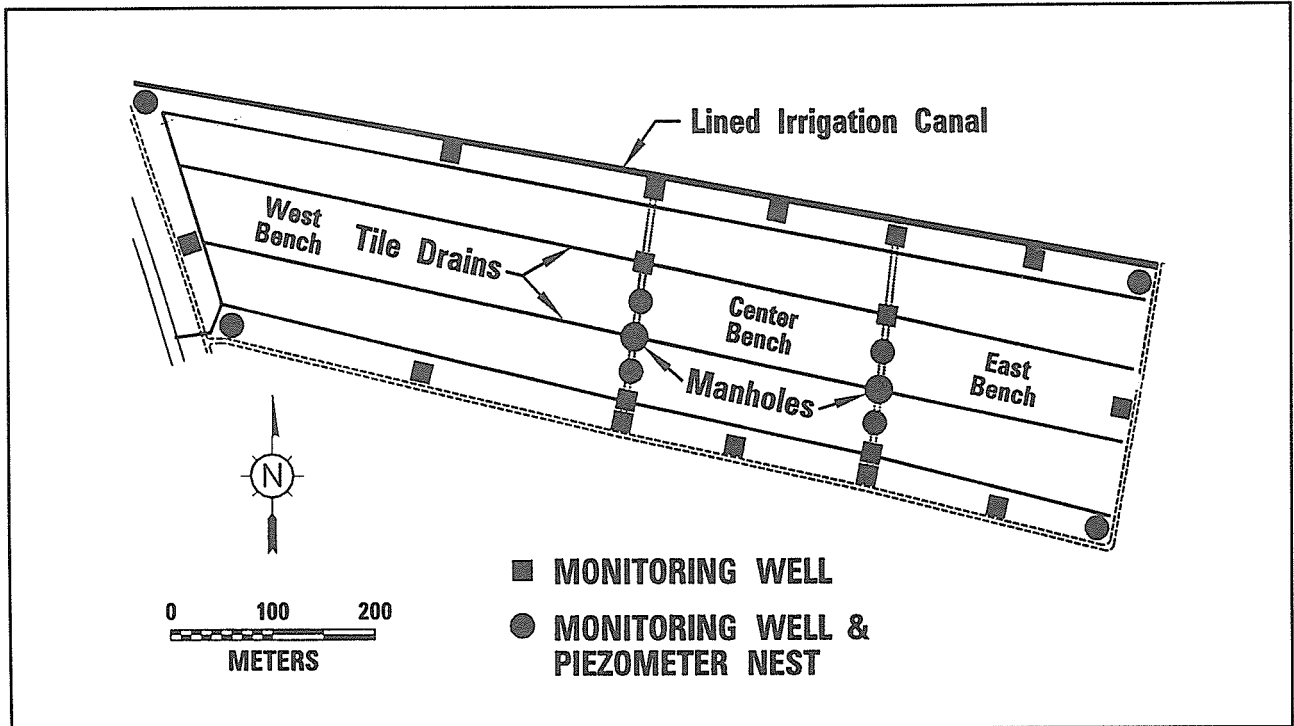 Lined Irrigation Canal
West
Bench
Tile Drains
Center
Bench
East
Bench
Manholes
N
0 100 200
METERS
MONITORING WELL
MONITORING WELL &
PIEZOMETER NEST